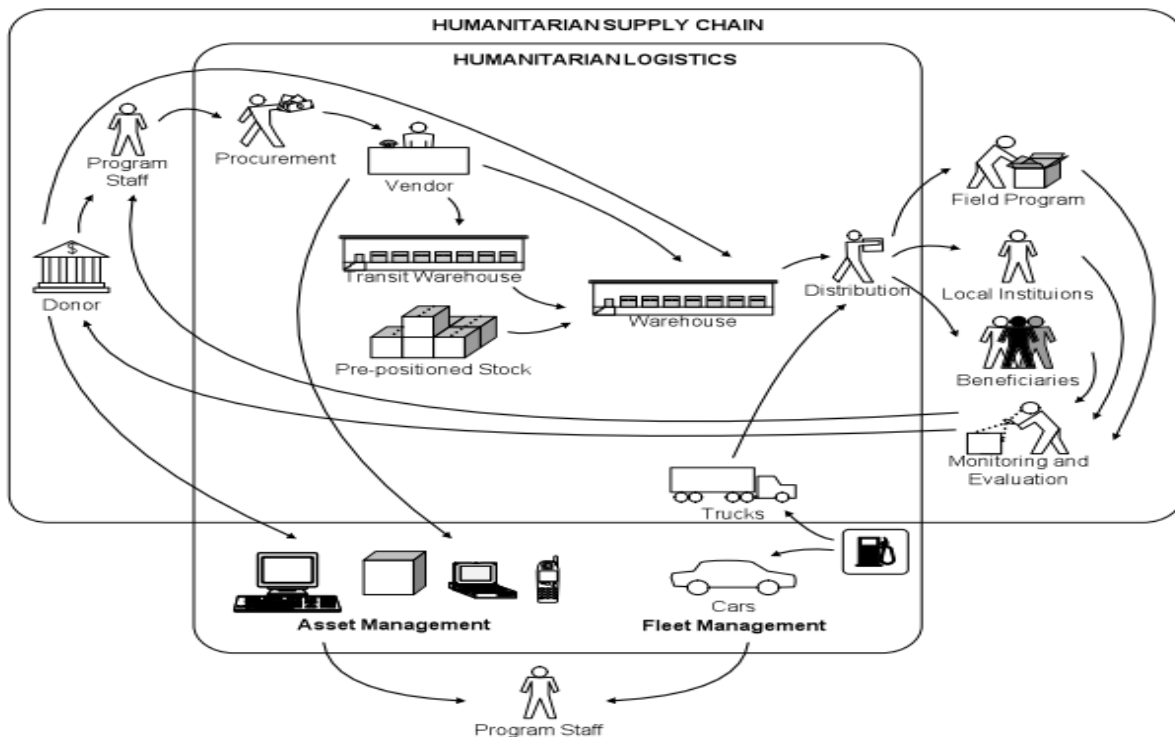 HUMANITARIAN SUPPLY CHAIN
HUMANITARIAN LOGISTICS
Program
Staff
Procurement
Vendor
Field Program
$
Donor
Transit Warehouse
Warehouse
Distribution
Local Instituions
Pre-positioned Stock
Beneficiaries
Monitoring and
Evaluation
Trucks
Cars
Asset Management
Fleet Management
Program Staff